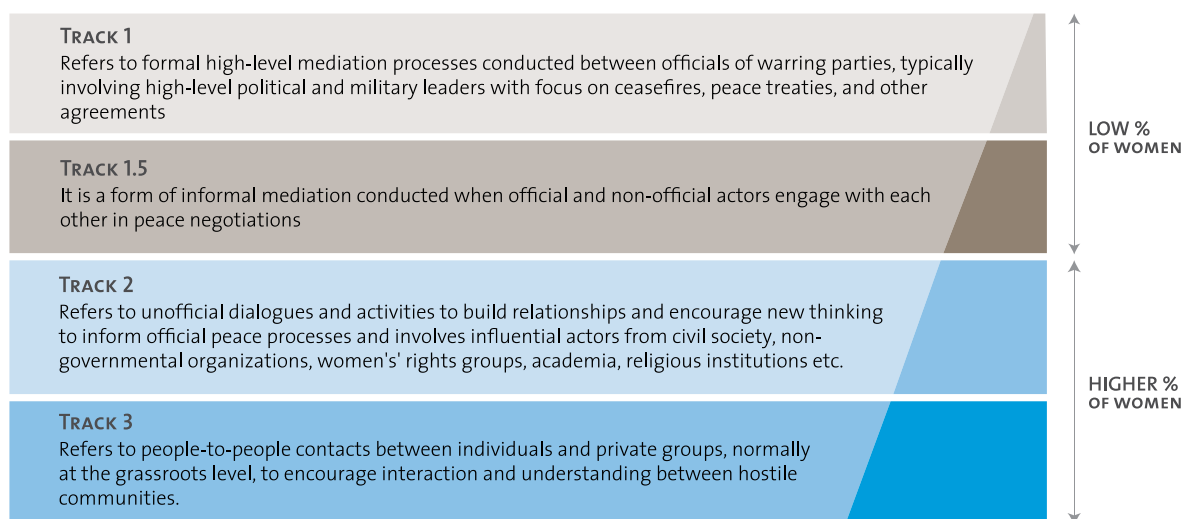 TRACK 1
Refers to formal high-level mediation processes conducted between officials of warring parties, typically
involving high-level political and military leaders with focus on ceasefires, peace treaties, and other
agreements
LOW %
OF WOMEN
TRACK 1.5
It is a form of informal mediation conducted when official and non-official actors engage with each
other in peace negotiations
TRACK 2
Refers to unofficial dialogues and activities to build relationships and encourage new thinking
to inform official peace processes and involves influential actors from civil society, non-
governmental organizations, women's' rights groups, academia, religious institutions etc.
HIGHER %
OF WOMEN
TRACK 3
Refers to people-to-people contacts between individuals and private groups, normally
at the grassroots level, to encourage interaction and understanding between hostile
communities.